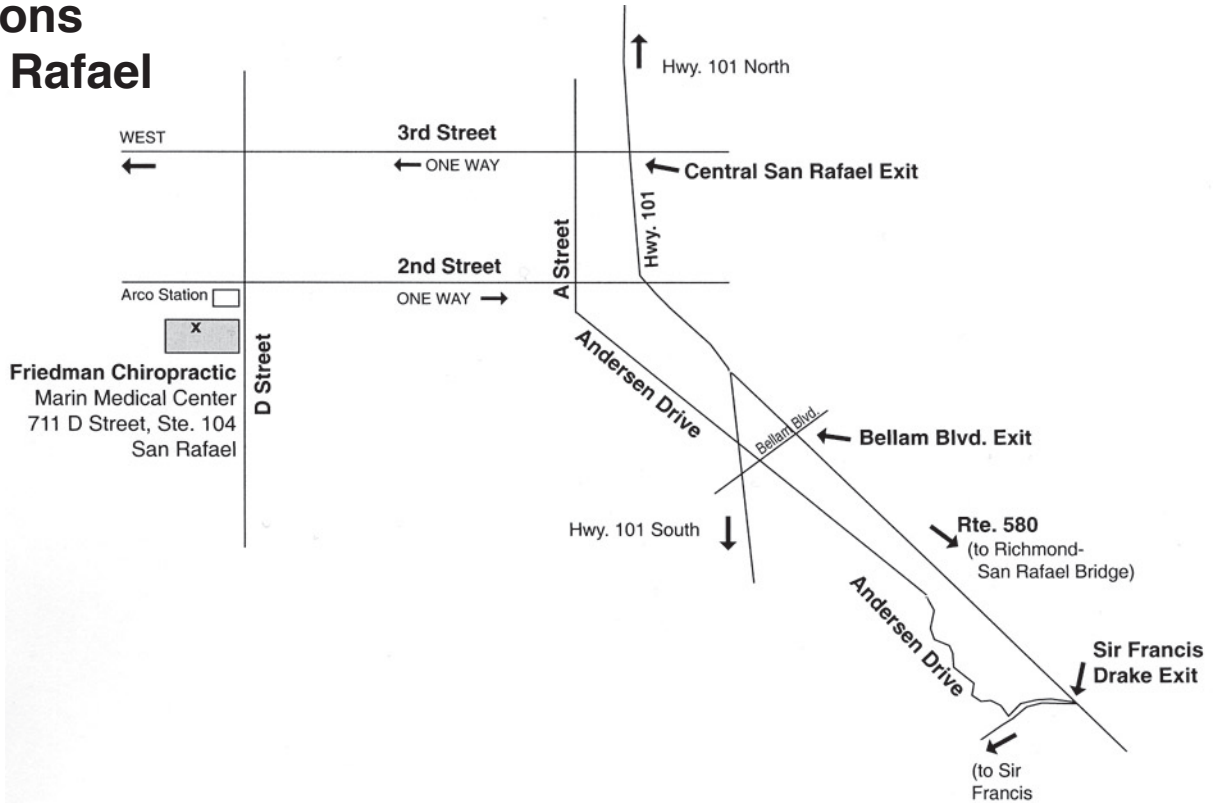 ons
Rafael
Hwy. 101 North
WEST
3rd Street
ONE WAY
Central San Rafael Exit
Hwy. 101
A Street
2nd Street
ONE WAY
Arco Station
x
Friedman Chiropractic
Marin Medical Center
711 D Street, Ste. 104
San Rafael
D Street
Andersen Drive
Bellam Blvd.
Bellam Blvd. Exit
Hwy. 101 South
Rte. 580
(to Richmond-
San Rafael Bridge)
Andersen Drive
Sir Francis
Drake Exit
(to Sir
Francis